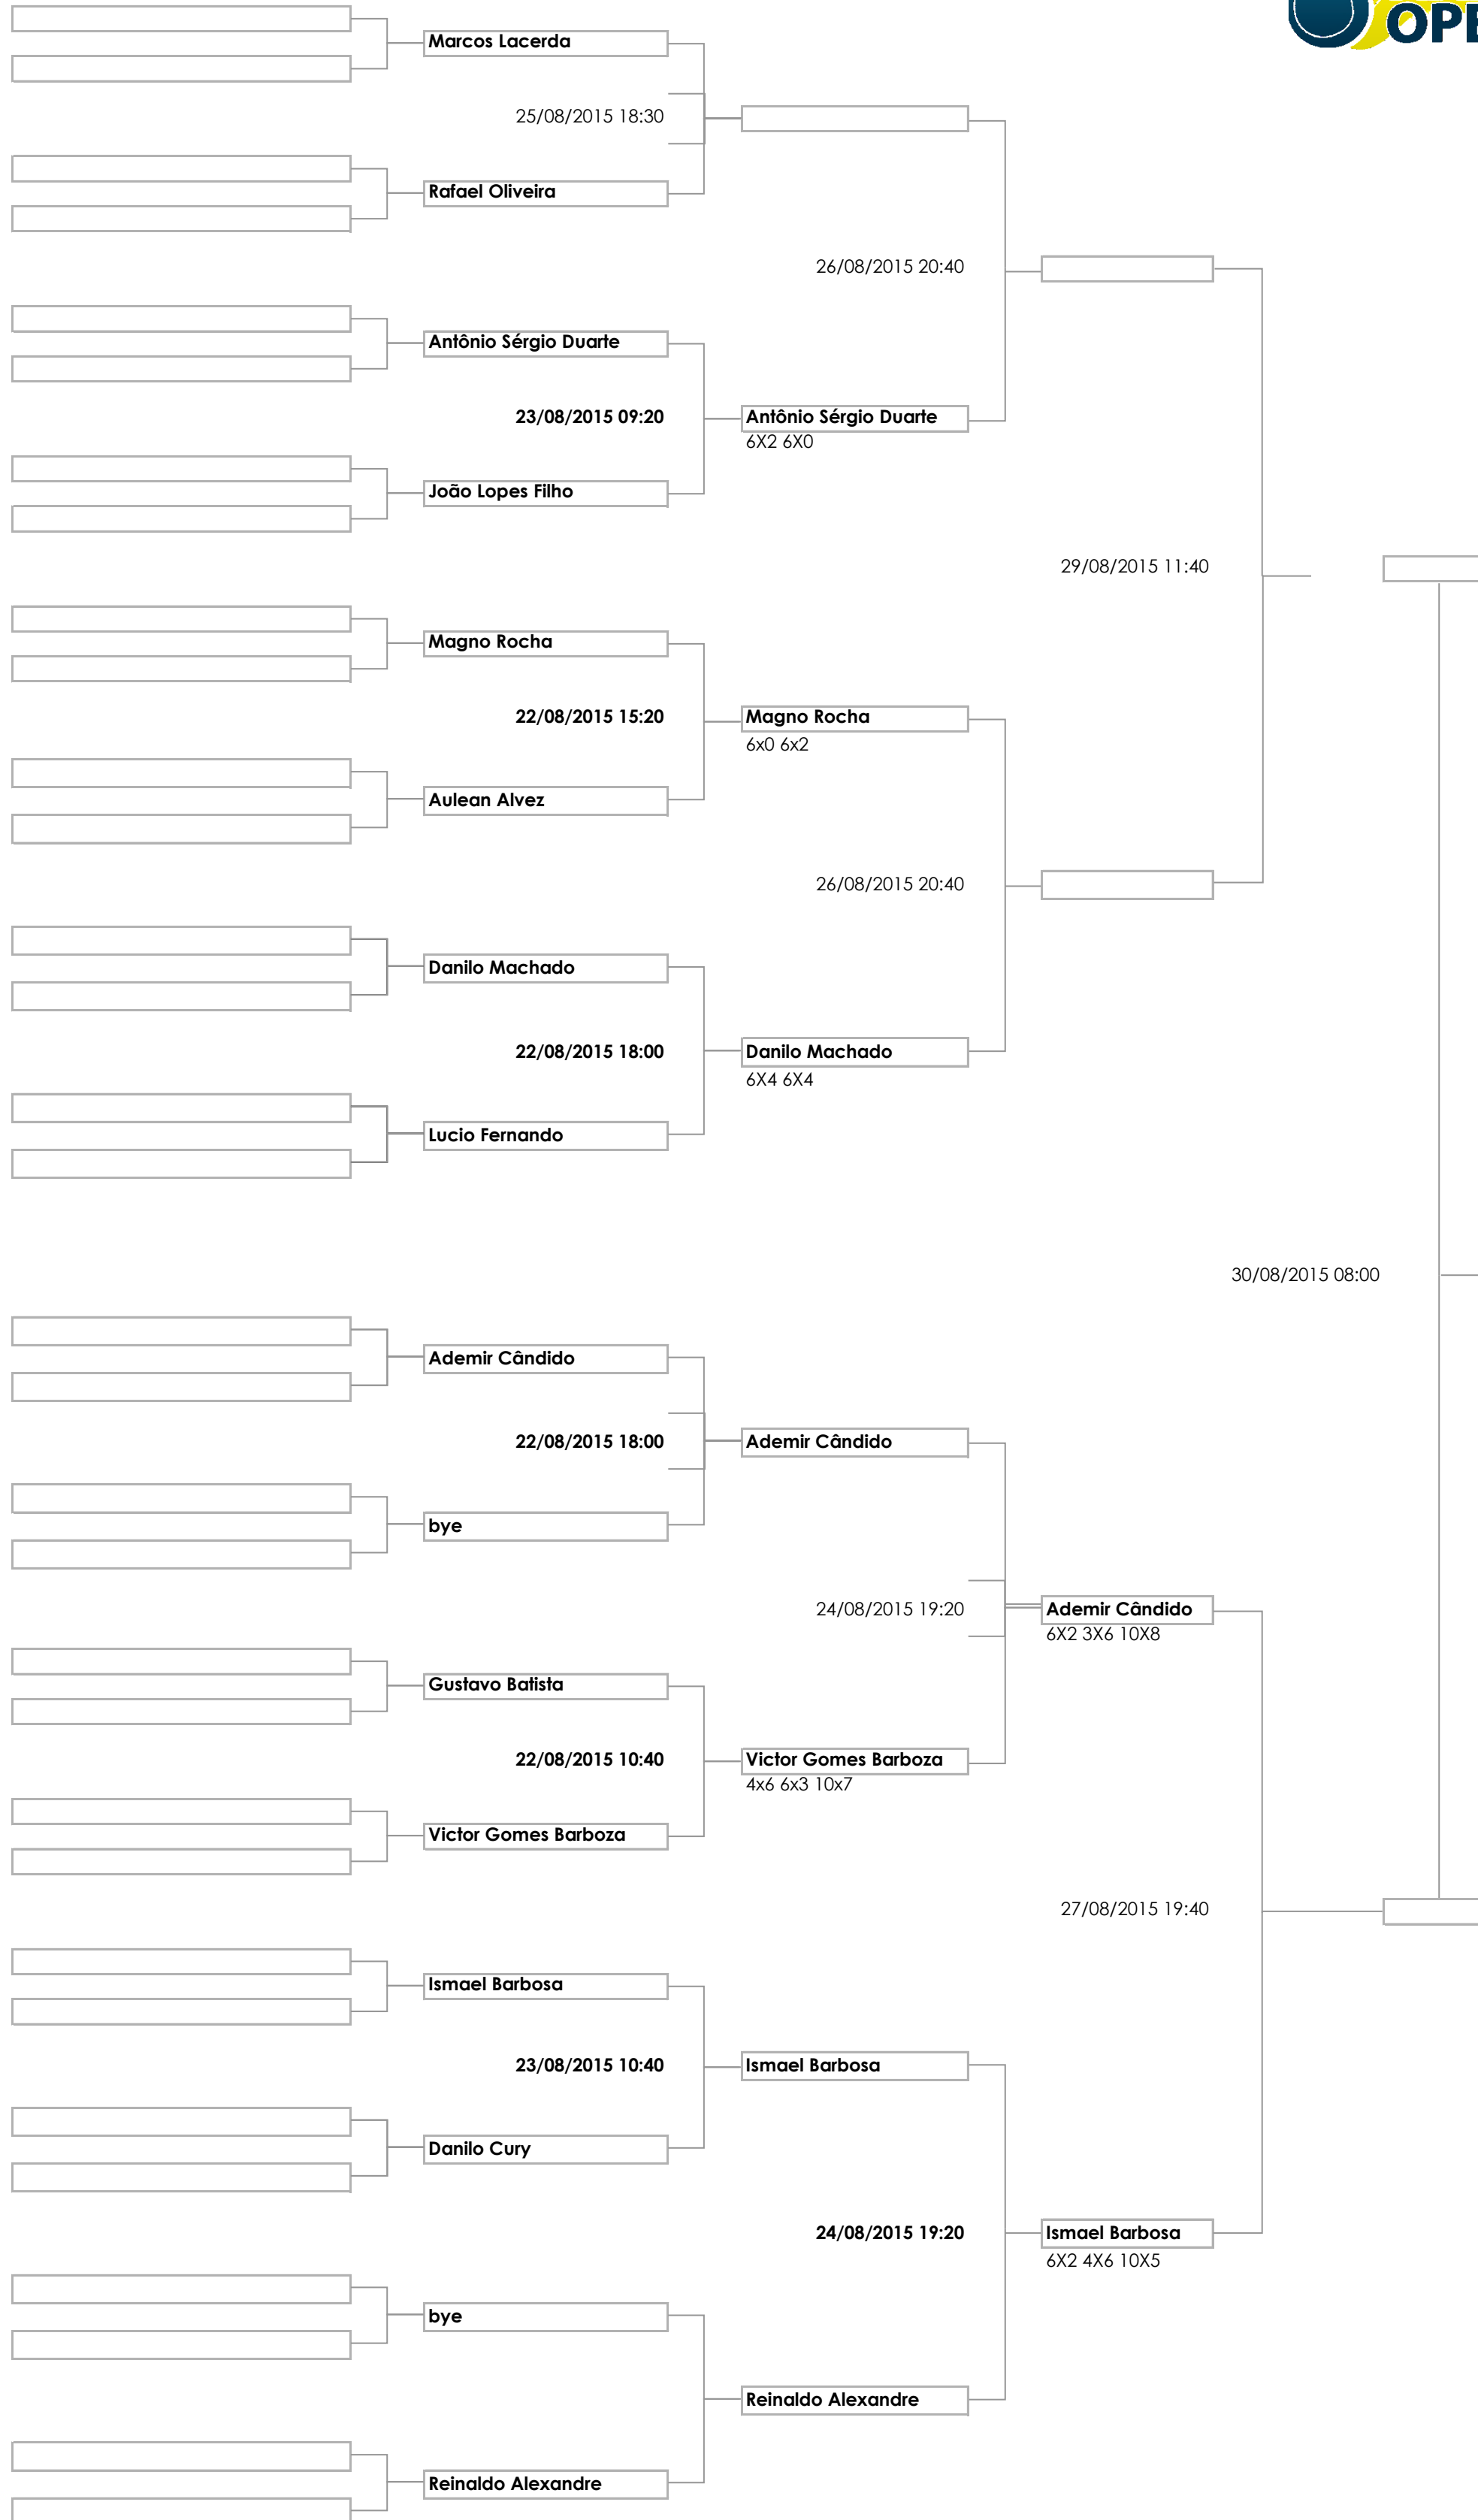 OPE
Marcos Lacerda
25/08/2015 18:30
Rafael Oliveira
26/08/2015 20:40
Antônio Sérgio Duarte
23/08/2015 09:20
Antônio Sérgio Duarte
6X2 6X0
João Lopes Filho
29/08/2015 11:40
Magno Rocha
22/08/2015 15:20
Magno Rocha
6x0 6x2
Aulean Alvez
26/08/2015 20:40
Danilo Machado
22/08/2015 18:00
Danilo Machado
6X4 6X4
Lucio Fernando
30/08/2015 08:00
Ademir Cândido
22/08/2015 18:00
Ademir Cândido
bye
24/08/2015 19:20
Ademir Cândido
6X2 3X6 10X8
Gustavo Batista
22/08/2015 10:40
Victor Gomes Barboza
4x6 6x3 10x7
Victor Gomes Barboza
27/08/2015 19:40
Ismael Barbosa
23/08/2015 10:40
Ismael Barbosa
Danilo Cury
24/08/2015 19:20
Ismael Barbosa
6X2 4X6 10X5
bye
Reinaldo Alexandre
Reinaldo Alexandre